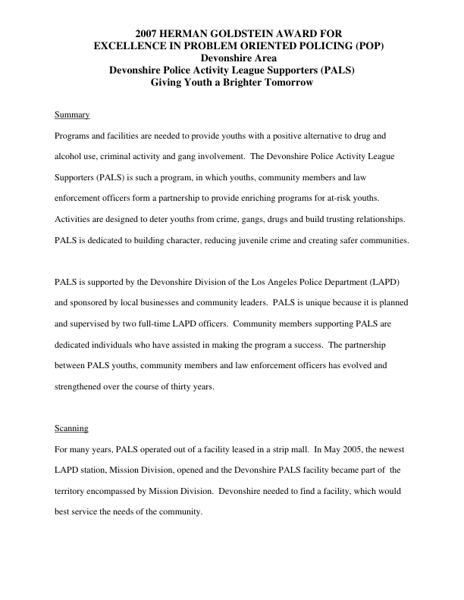 2007 HERMAN GOLDSTEIN AWARD FOR
EXCELLENCE IN PROBLEM ORIENTED POLICING (POP)
Devonshire Area
Devonshire Police Activity League Supporters (PALS)
Giving Youth a Brighter Tomorrow
Summary
Programs and facilities are needed to provide youths with a positive alternative to drug and
alcohol use, criminal activity and gang involvement.  The Devonshire Police Activity League
Supporters (PALS) is such a program, in which youths, community members and law
enforcement officers form a partnership to provide enriching programs for at-risk youths.
Activities are designed to deter youths from crime, gangs, drugs and build trusting relationships.
PALS is dedicated to building character, reducing juvenile crime and creating safer communities.
PALS is supported by the Devonshire Division of the Los Angeles Police Department (LAPD)
and sponsored by local businesses and community leaders.  PALS is unique because it is planned
and supervised by two full-time LAPD officers.  Community members supporting PALS are
dedicated individuals who have assisted in making the program a success.  The partnership
between PALS youths, community members and law enforcement officers has evolved and
strengthened over the course of thirty years.
Scanning
For many years, PALS operated out of a facility leased in a strip mall.  In May 2005, the newest
LAPD station, Mission Division, opened and the Devonshire PALS facility became part of  the
territory encompassed by Mission Division.  Devonshire needed to find a facility, which would
best service the needs of the community.